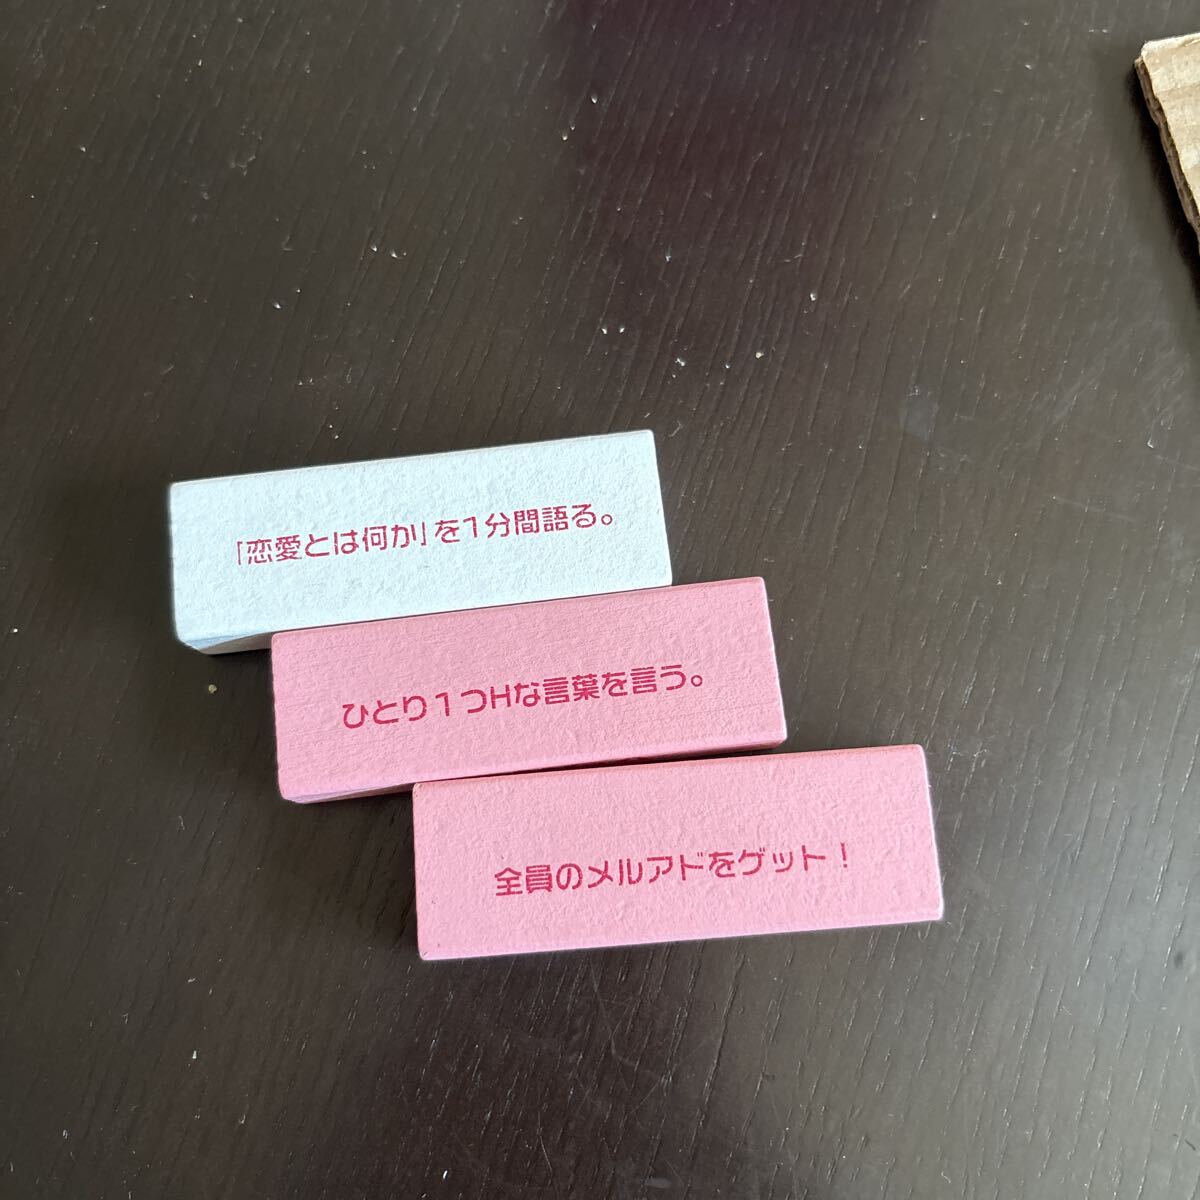 「恋愛とは何か」を1分間語る。
ひとり1つHな言葉を言う。
全員のメルアドをゲット！